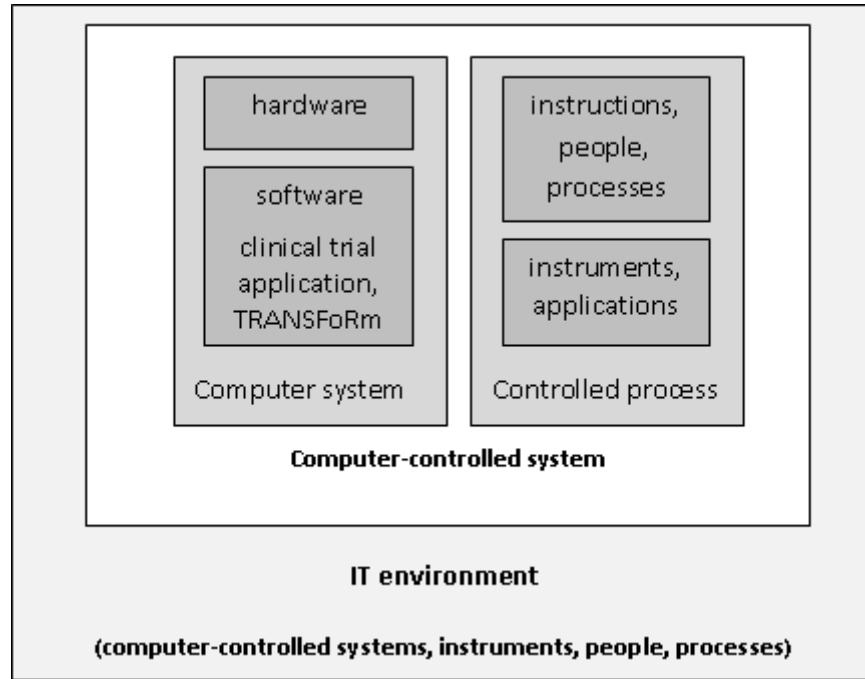 hardware
software
clinical trial
application,
TRANSFoRm
Computer system
instructions,
people,
processes
instruments,
applications
Controlled process
Computer-controlled system
IT environment
(computer-controlled systems, instruments, people, processes)